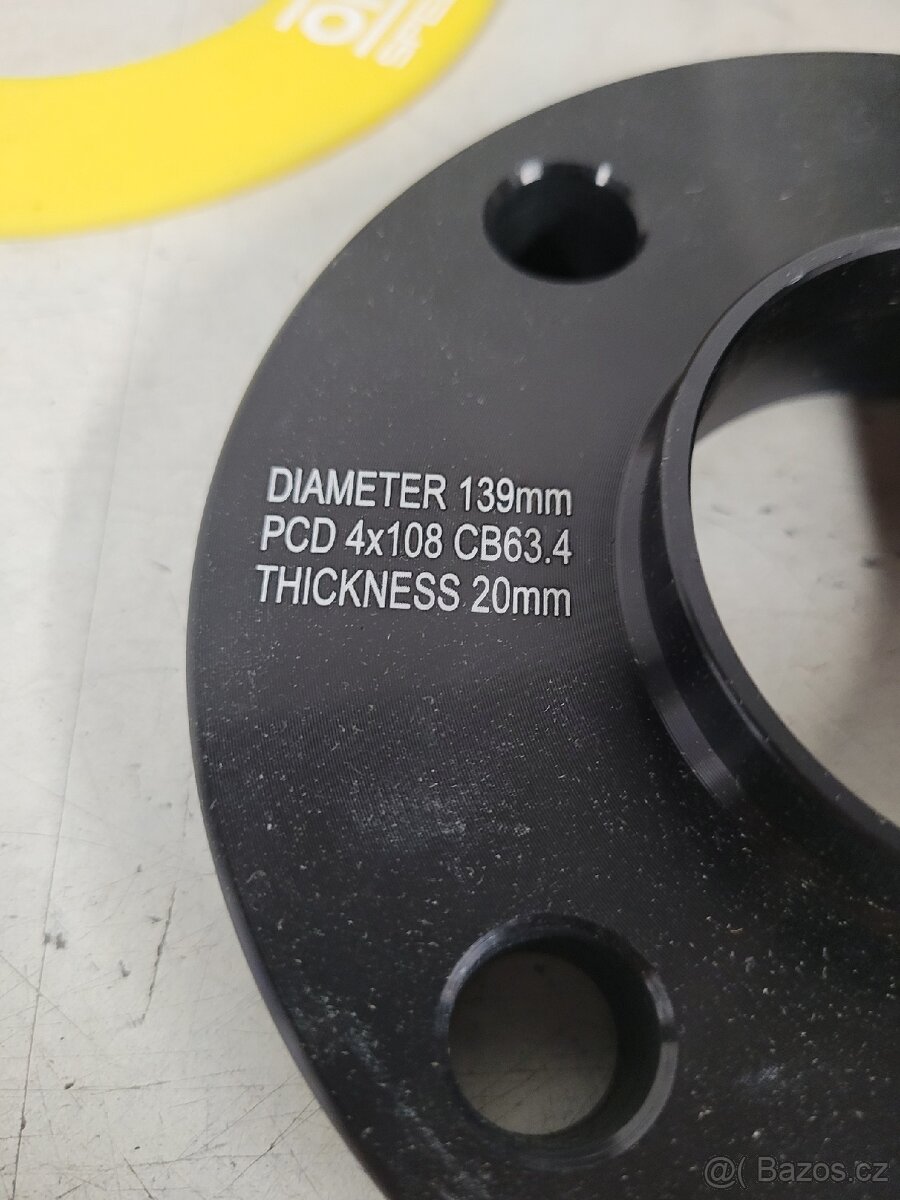 DIAMETER 139mm
PCD 4x108 CB63.4
THICKNESS 20mm
@( Bazos.cz